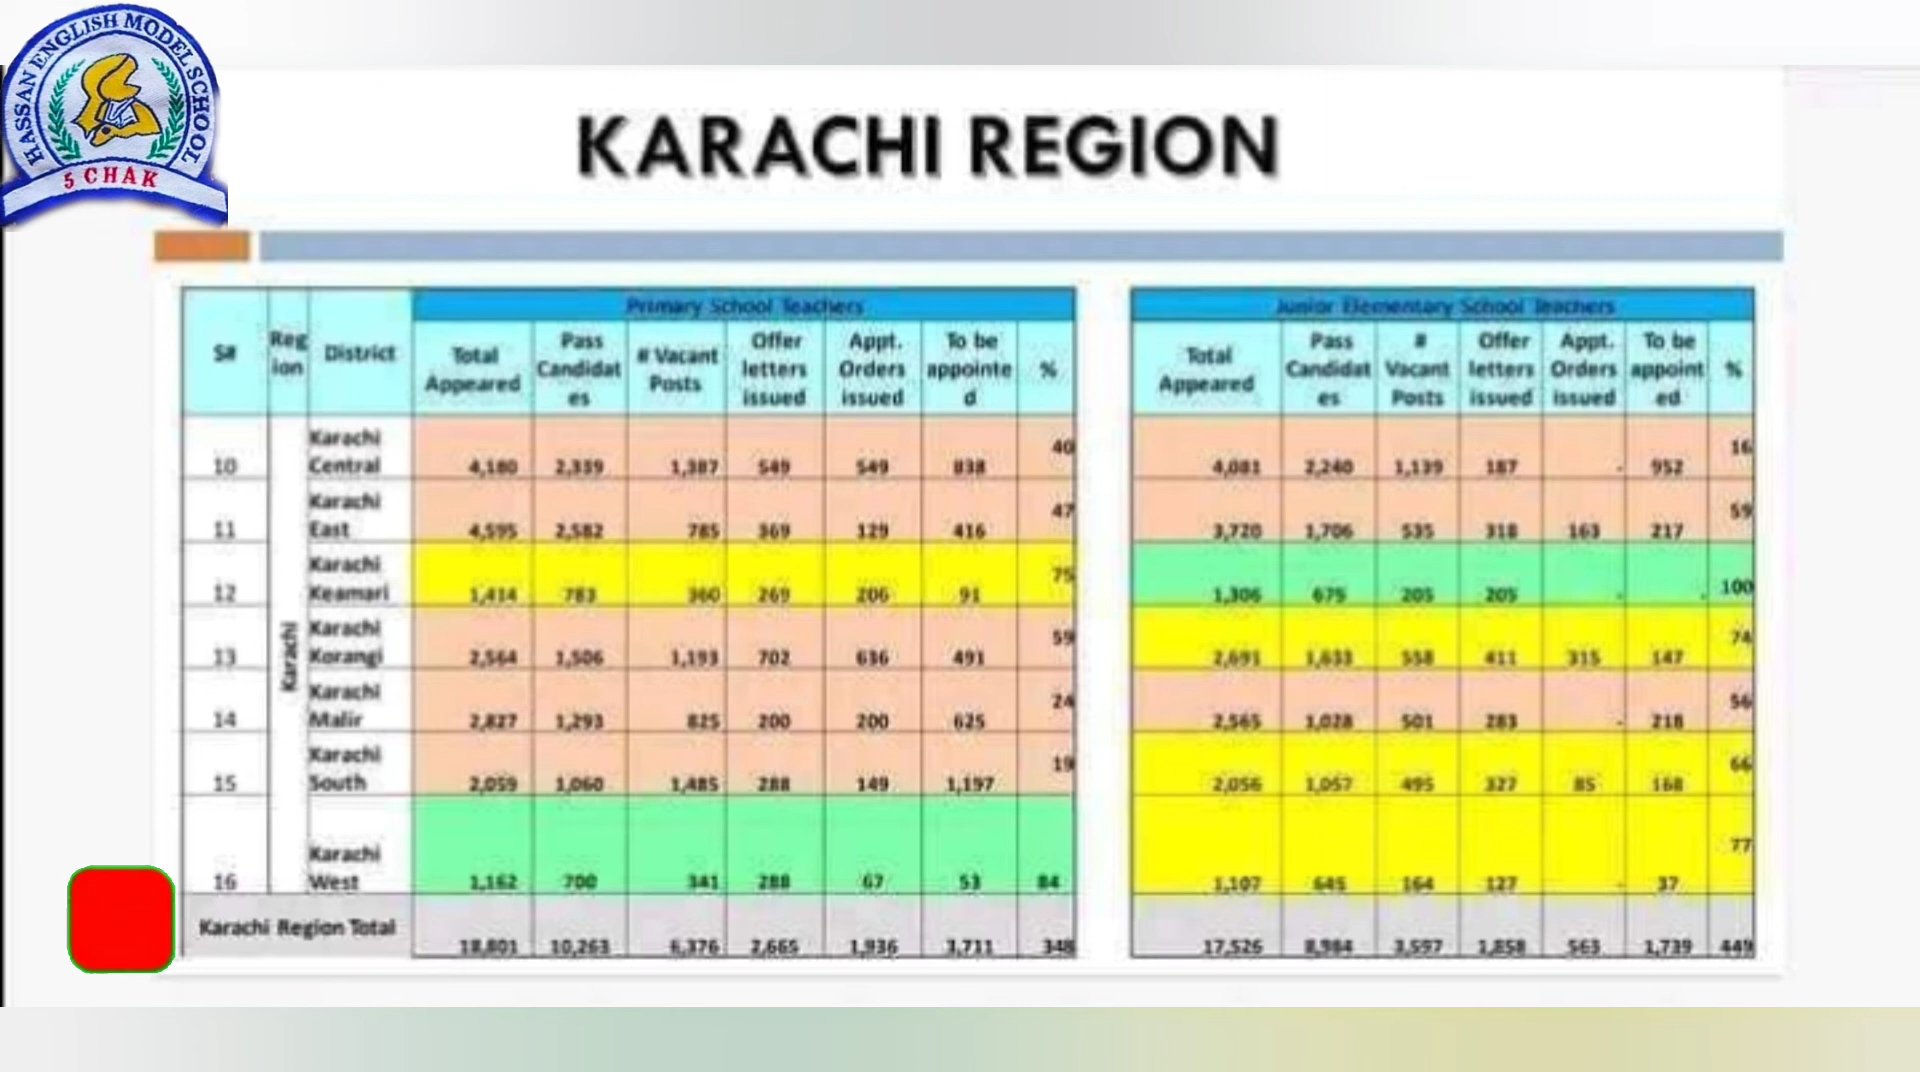 HASSAN ENGLISH MODEL SCHOOL
5 CHAK
KARACHI REGION
Primary School Teachers
Junior Elementary School Teachers
S# Region District Total Appeared Pass Candidates # Vacant Posts Offer letters issued Appt. Orders issued To be appointed % Total Appeared Pass Candidates # Vacant Posts Offer letters issued Appt. Orders issued To be appointed %
Karachi
10 Karachi Central 4,180 2,339 1,387 549 549 838 40 4,081 2,240 1,139 187 - 952 16
11 Karachi East 4,595 2,582 785 369 129 416 47 3,720 1,706 535 318 163 217 59
12 Karachi Keamari 1,414 783 360 269 206 91 75 1,306 675 205 205 - - 100
13 Karachi Korangi 2,564 1,506 1,193 702 636 491 59 2,691 1,633 558 411 315 147 74
14 Karachi Malir 2,827 1,293 825 200 200 625 24 2,565 1,028 501 283 - 218 56
15 Karachi South 2,059 1,060 1,485 288 149 1,197 19 2,056 1,057 495 327 85 168 66
16 Karachi West 1,162 700 341 288 67 53 84 1,107 645 164 127 - 37 77
Karachi Region Total 18,801 10,263 6,376 2,665 1,936 3,711 348 17,526 8,984 3,597 1,858 563 1,739 449